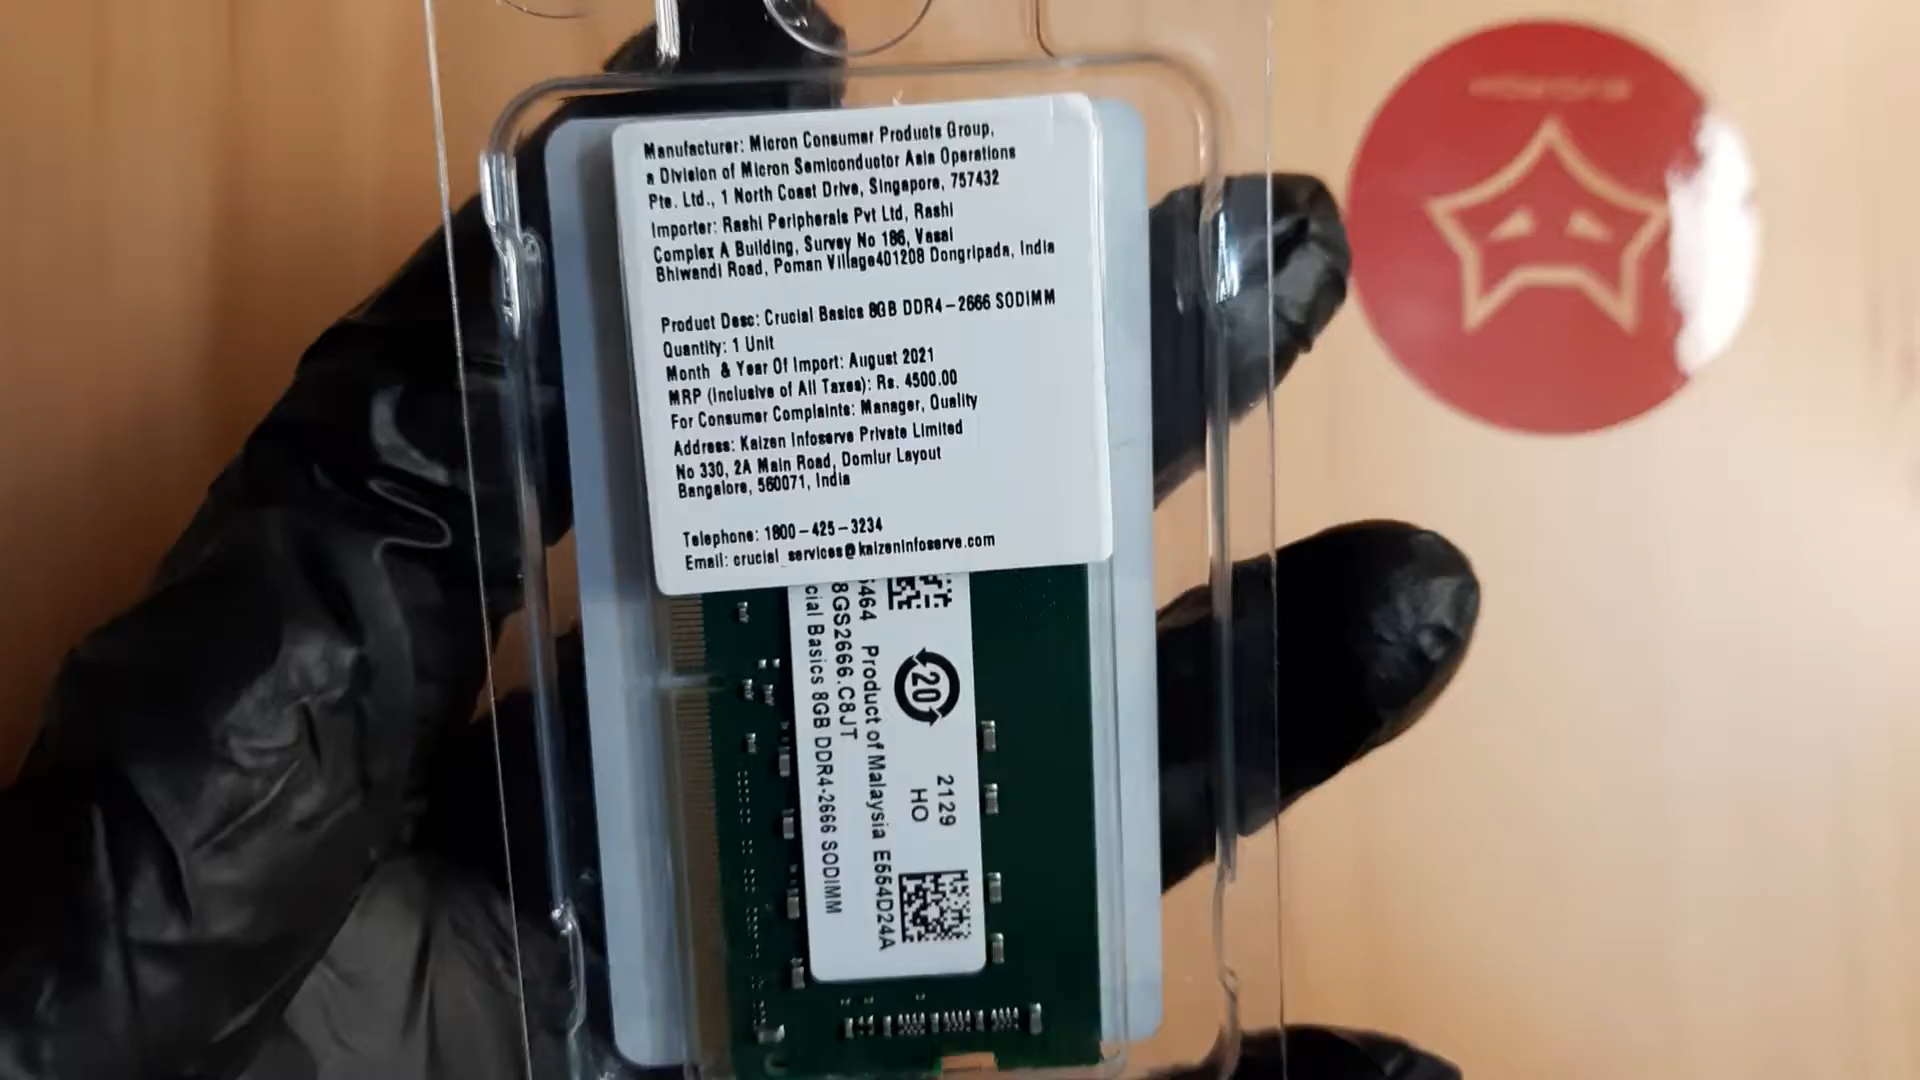 Manufacturer: Micron Consumer Products Group,
a Division of Micron Semiconductor Asia Operations
Pte. Ltd., 1 North Coast Drive, Singapore, 757432
Importer: Rashi Peripherals Pvt Ltd, Rashi
Complex A Building, Survey No 186, Vasai
Bhiwandi Road, Poman Village401208 Dongripada, India
Product Desc: Crucial Basics 8GB DDR4-2666 SODIMM
Quantity: 1 Unit
Month & Year Of Import: August 2021
MRP (Inclusive of All Taxes): Rs. 4500.00
For Consumer Complaints: Manager, Quality
Address: Kaizen Infoserve Private Limited
No 330, 2A Main Road, Domlur Layout
Bangalore, 560071, India
Telephone: 1800-425-3234
Email: crucial_services@kaizeninfoserve.com
20
2129
HO
464 Product of Malaysia E554D24A
8GS2666.C8JT
cial Basics 8GB DDR4-2666 SODIMM